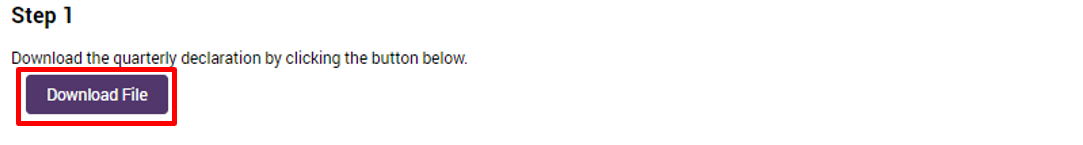 Step 1
Download the quarterly declaration by clicking the button below.
Download File